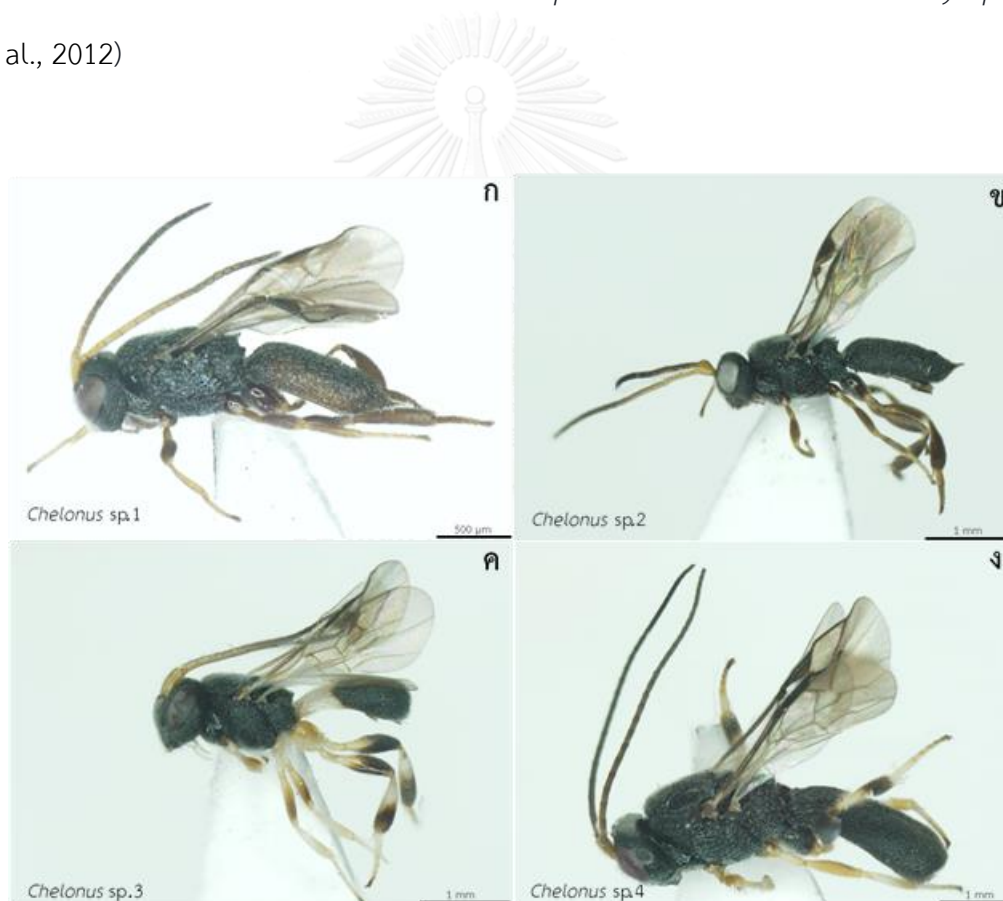 al., 2012)
ก
ข
Chelonus sp.1
500 µm
Chelonus sp.2
1 mm
ค
ง
Chelonus sp.3
1 mm
Chelonus sp.4
1 mm